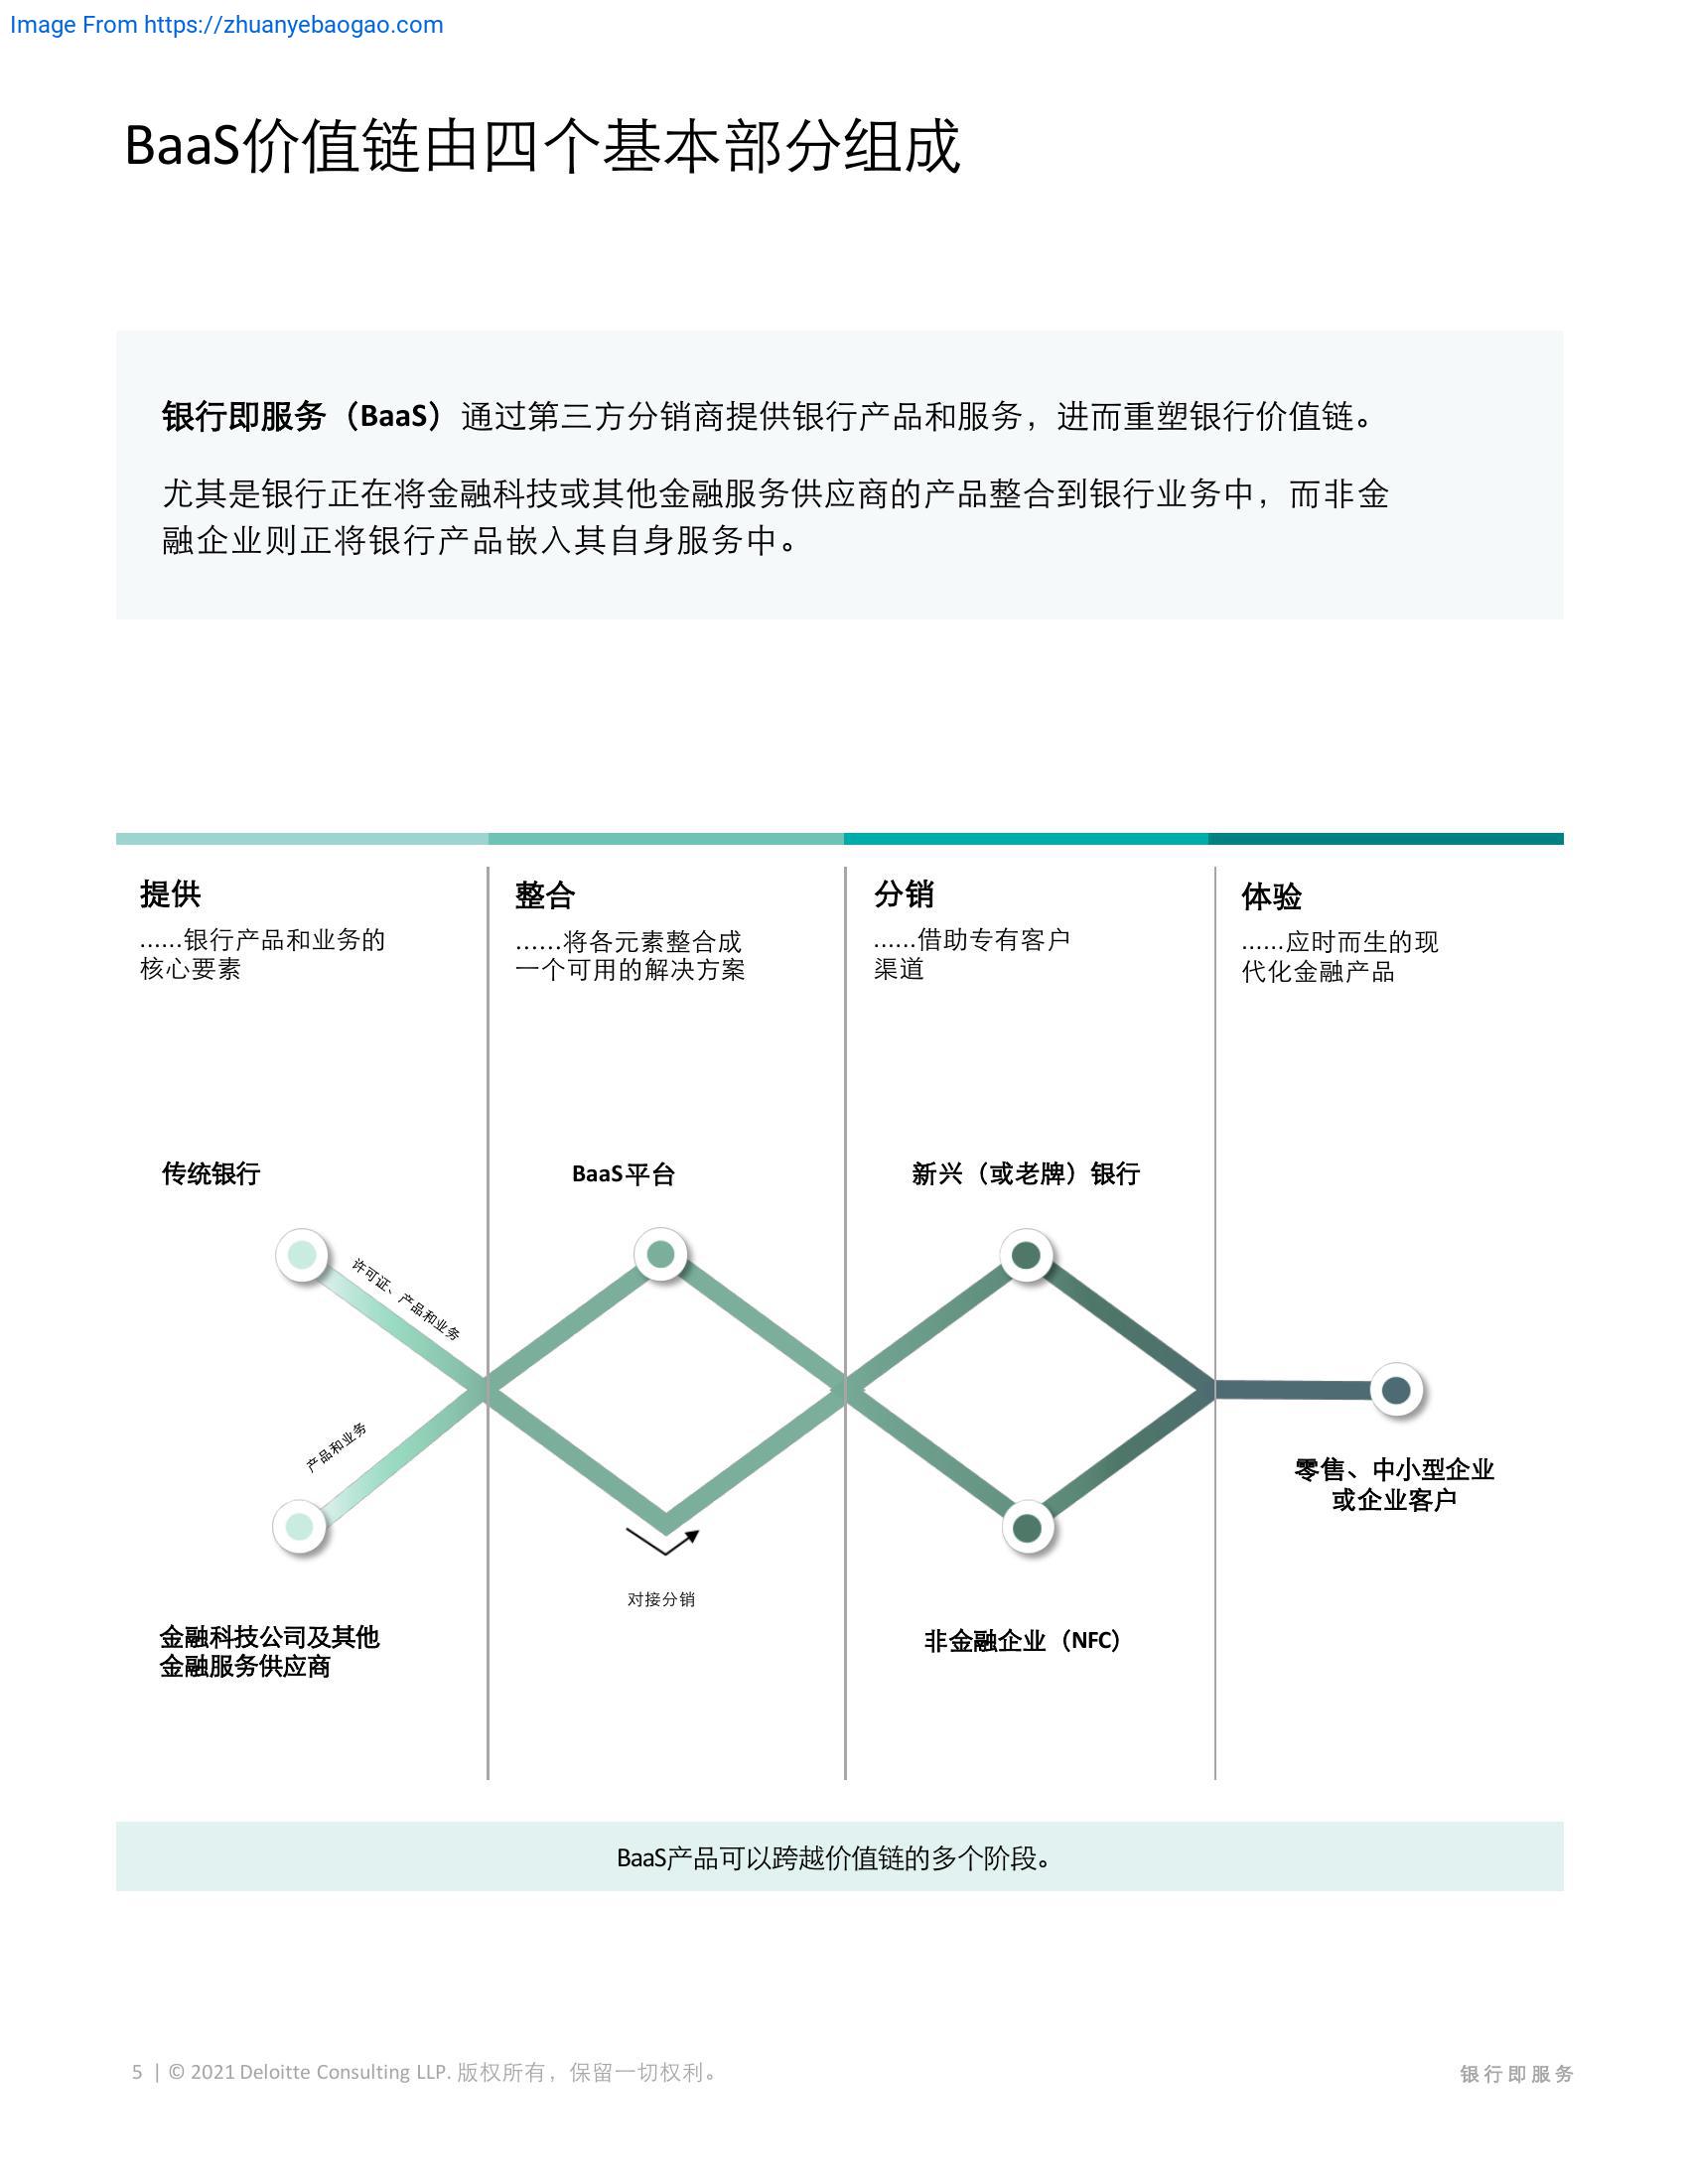 Image From https://zhuanyebaogao.com
BaaS价值链由四个基本部分组成
银行即服务（BaaS）通过第三方分销商提供银行产品和服务，进而重塑银行价值链。
尤其是银行正在将金融科技或其他金融服务供应商的产品整合到银行业务中，而非金
融企业则正将银行产品嵌入其自身服务中。
提供
……银行产品和业务的
核心要素
整合
……将各元素整合成
一个可用的解决方案
分销
……借助专有客户
渠道
体验
……应时而生的现
代化金融产品
传统银行
BaaS平台
新兴（或老牌）银行
许可证、产品和业务
产品和业务
零售、中小型企业
或企业客户
对接分销
金融科技公司及其他
金融服务供应商
非金融企业（NFC）
BaaS产品可以跨越价值链的多个阶段。
5 | © 2021 Deloitte Consulting LLP. 版权所有，保留一切权利。
银行即服务